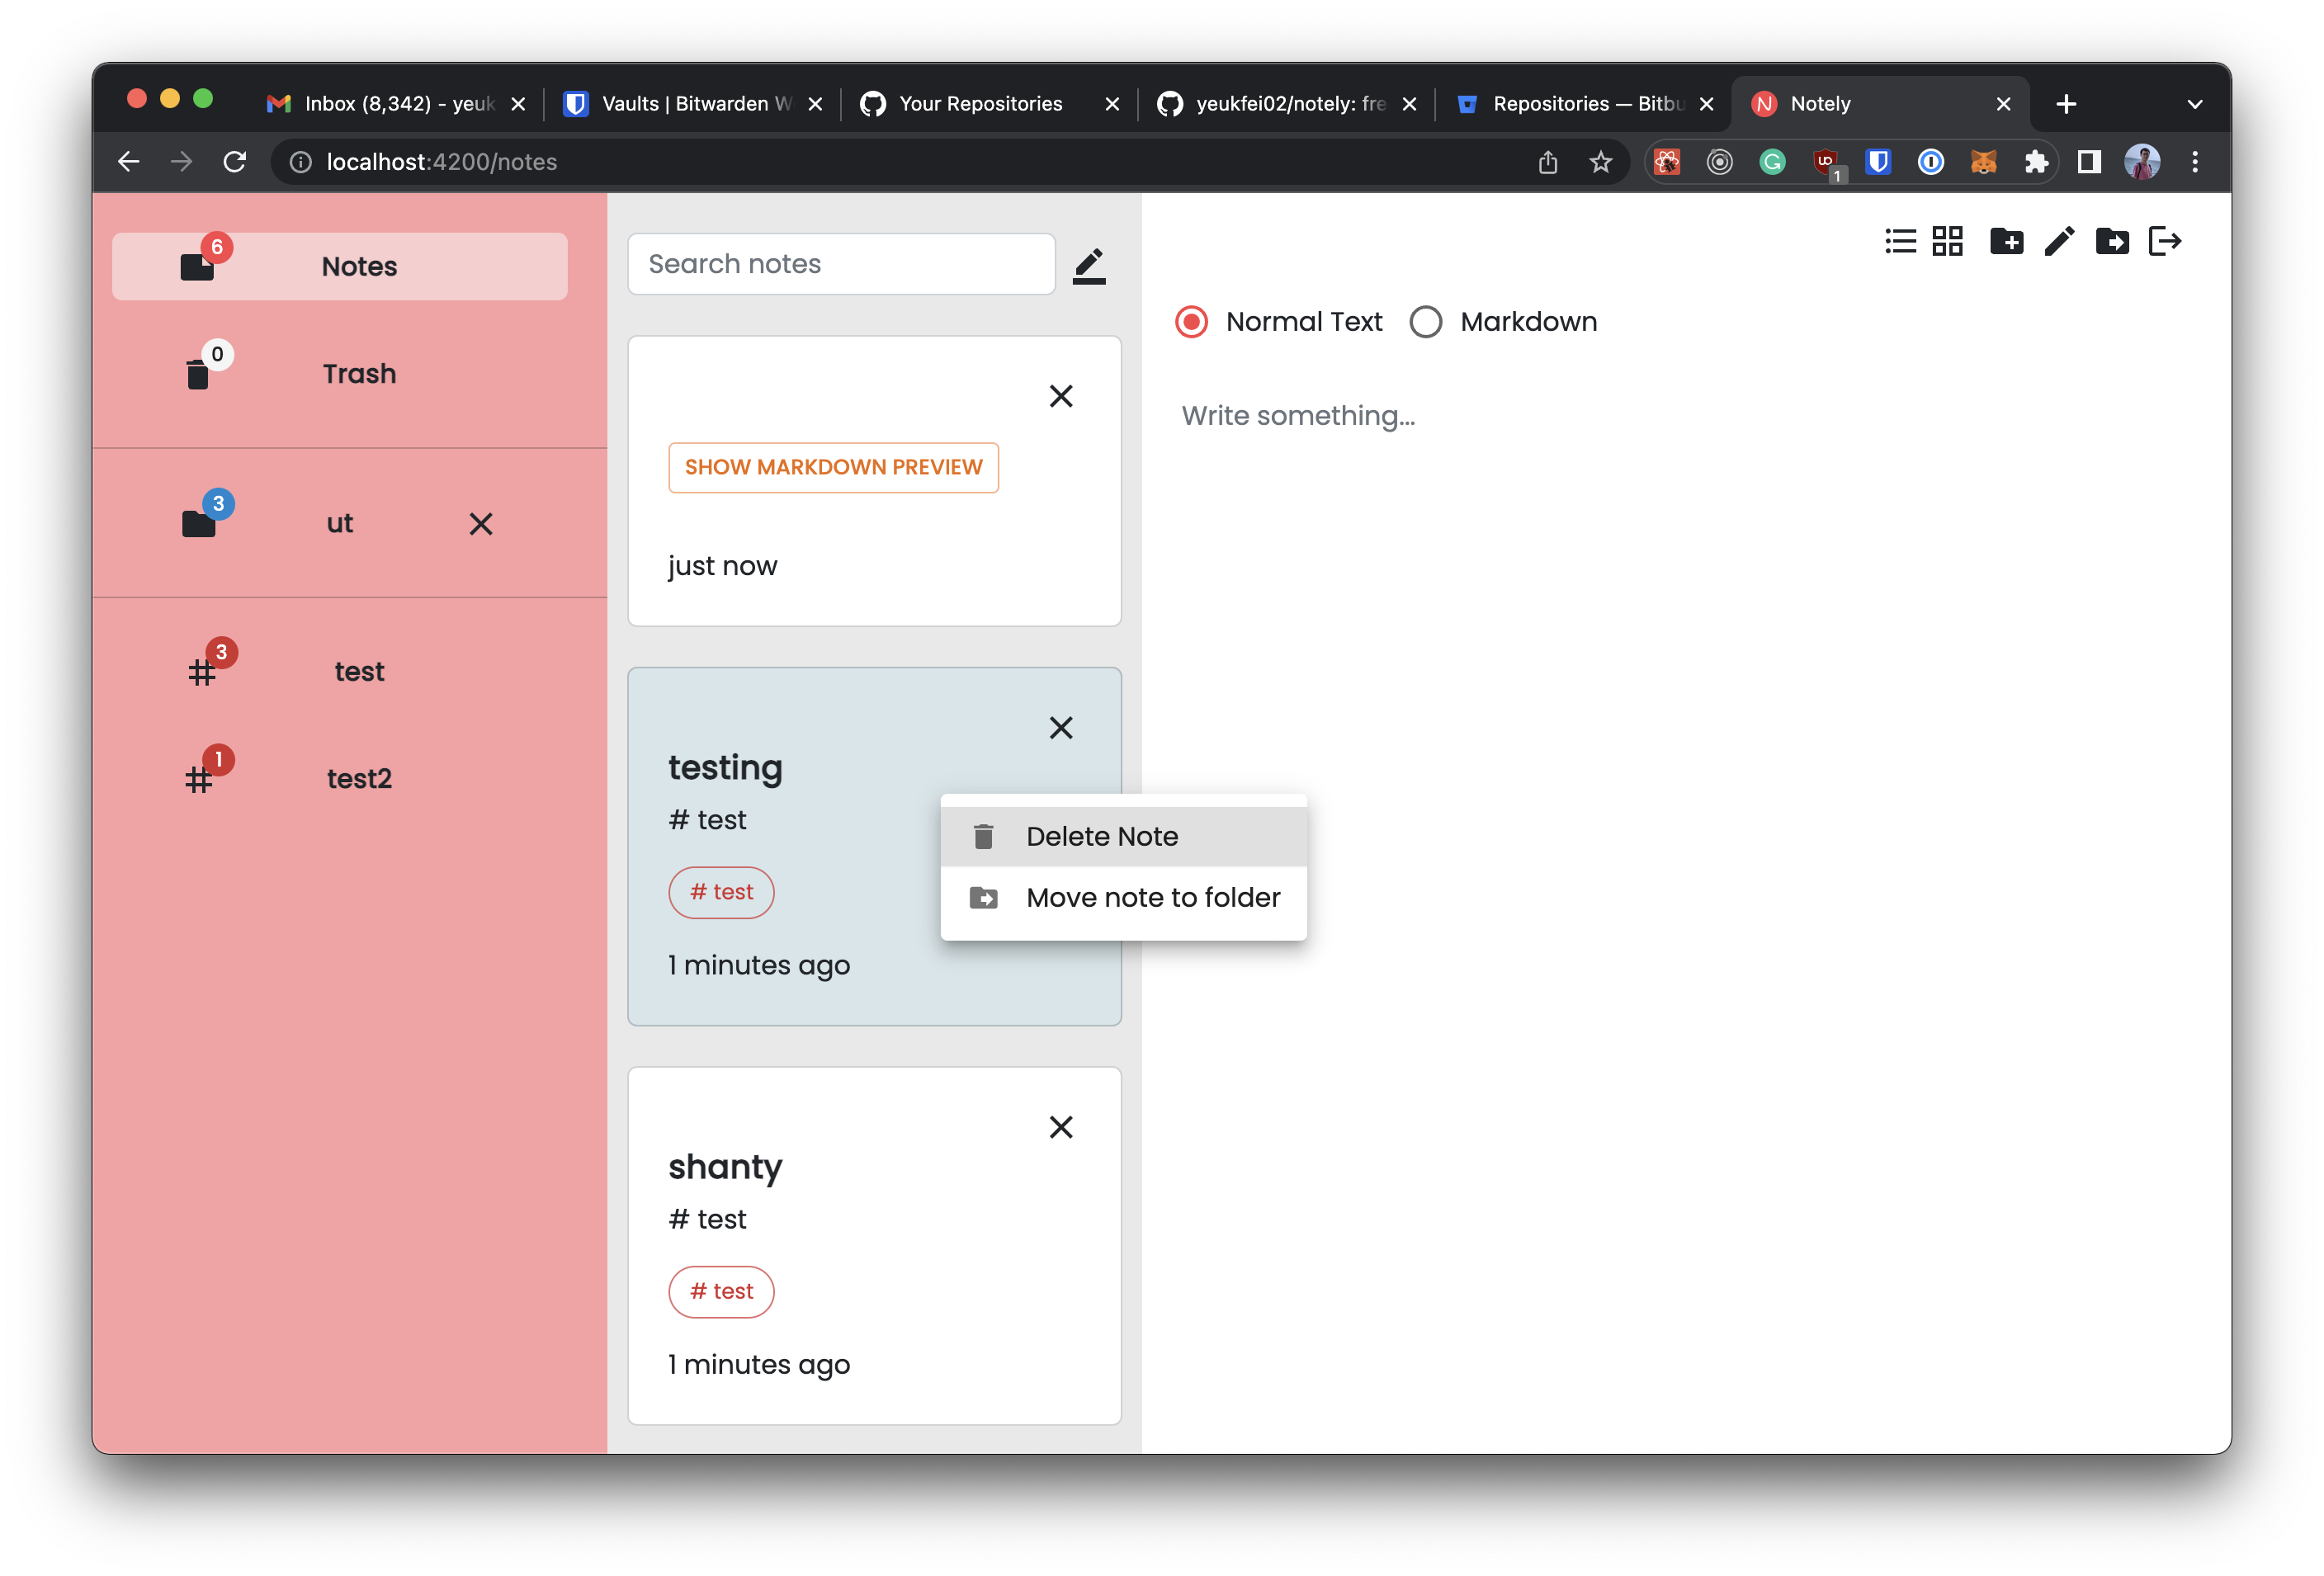 Inbox (8,342) - yeuk
Vaults | Bitwarden W
Your Repositories
yeukfei02/notely: fre
Repositories — Bitbu
Notely
localhost:4200/notes
1
6
Notes
0
Trash
3
ut
3
test
1
test2
Search notes
SHOW MARKDOWN PREVIEW
just now
testing
# test
# test
1 minutes ago
shanty
# test
# test
1 minutes ago
Delete Note
Move note to folder
Normal Text
Markdown
Write something...